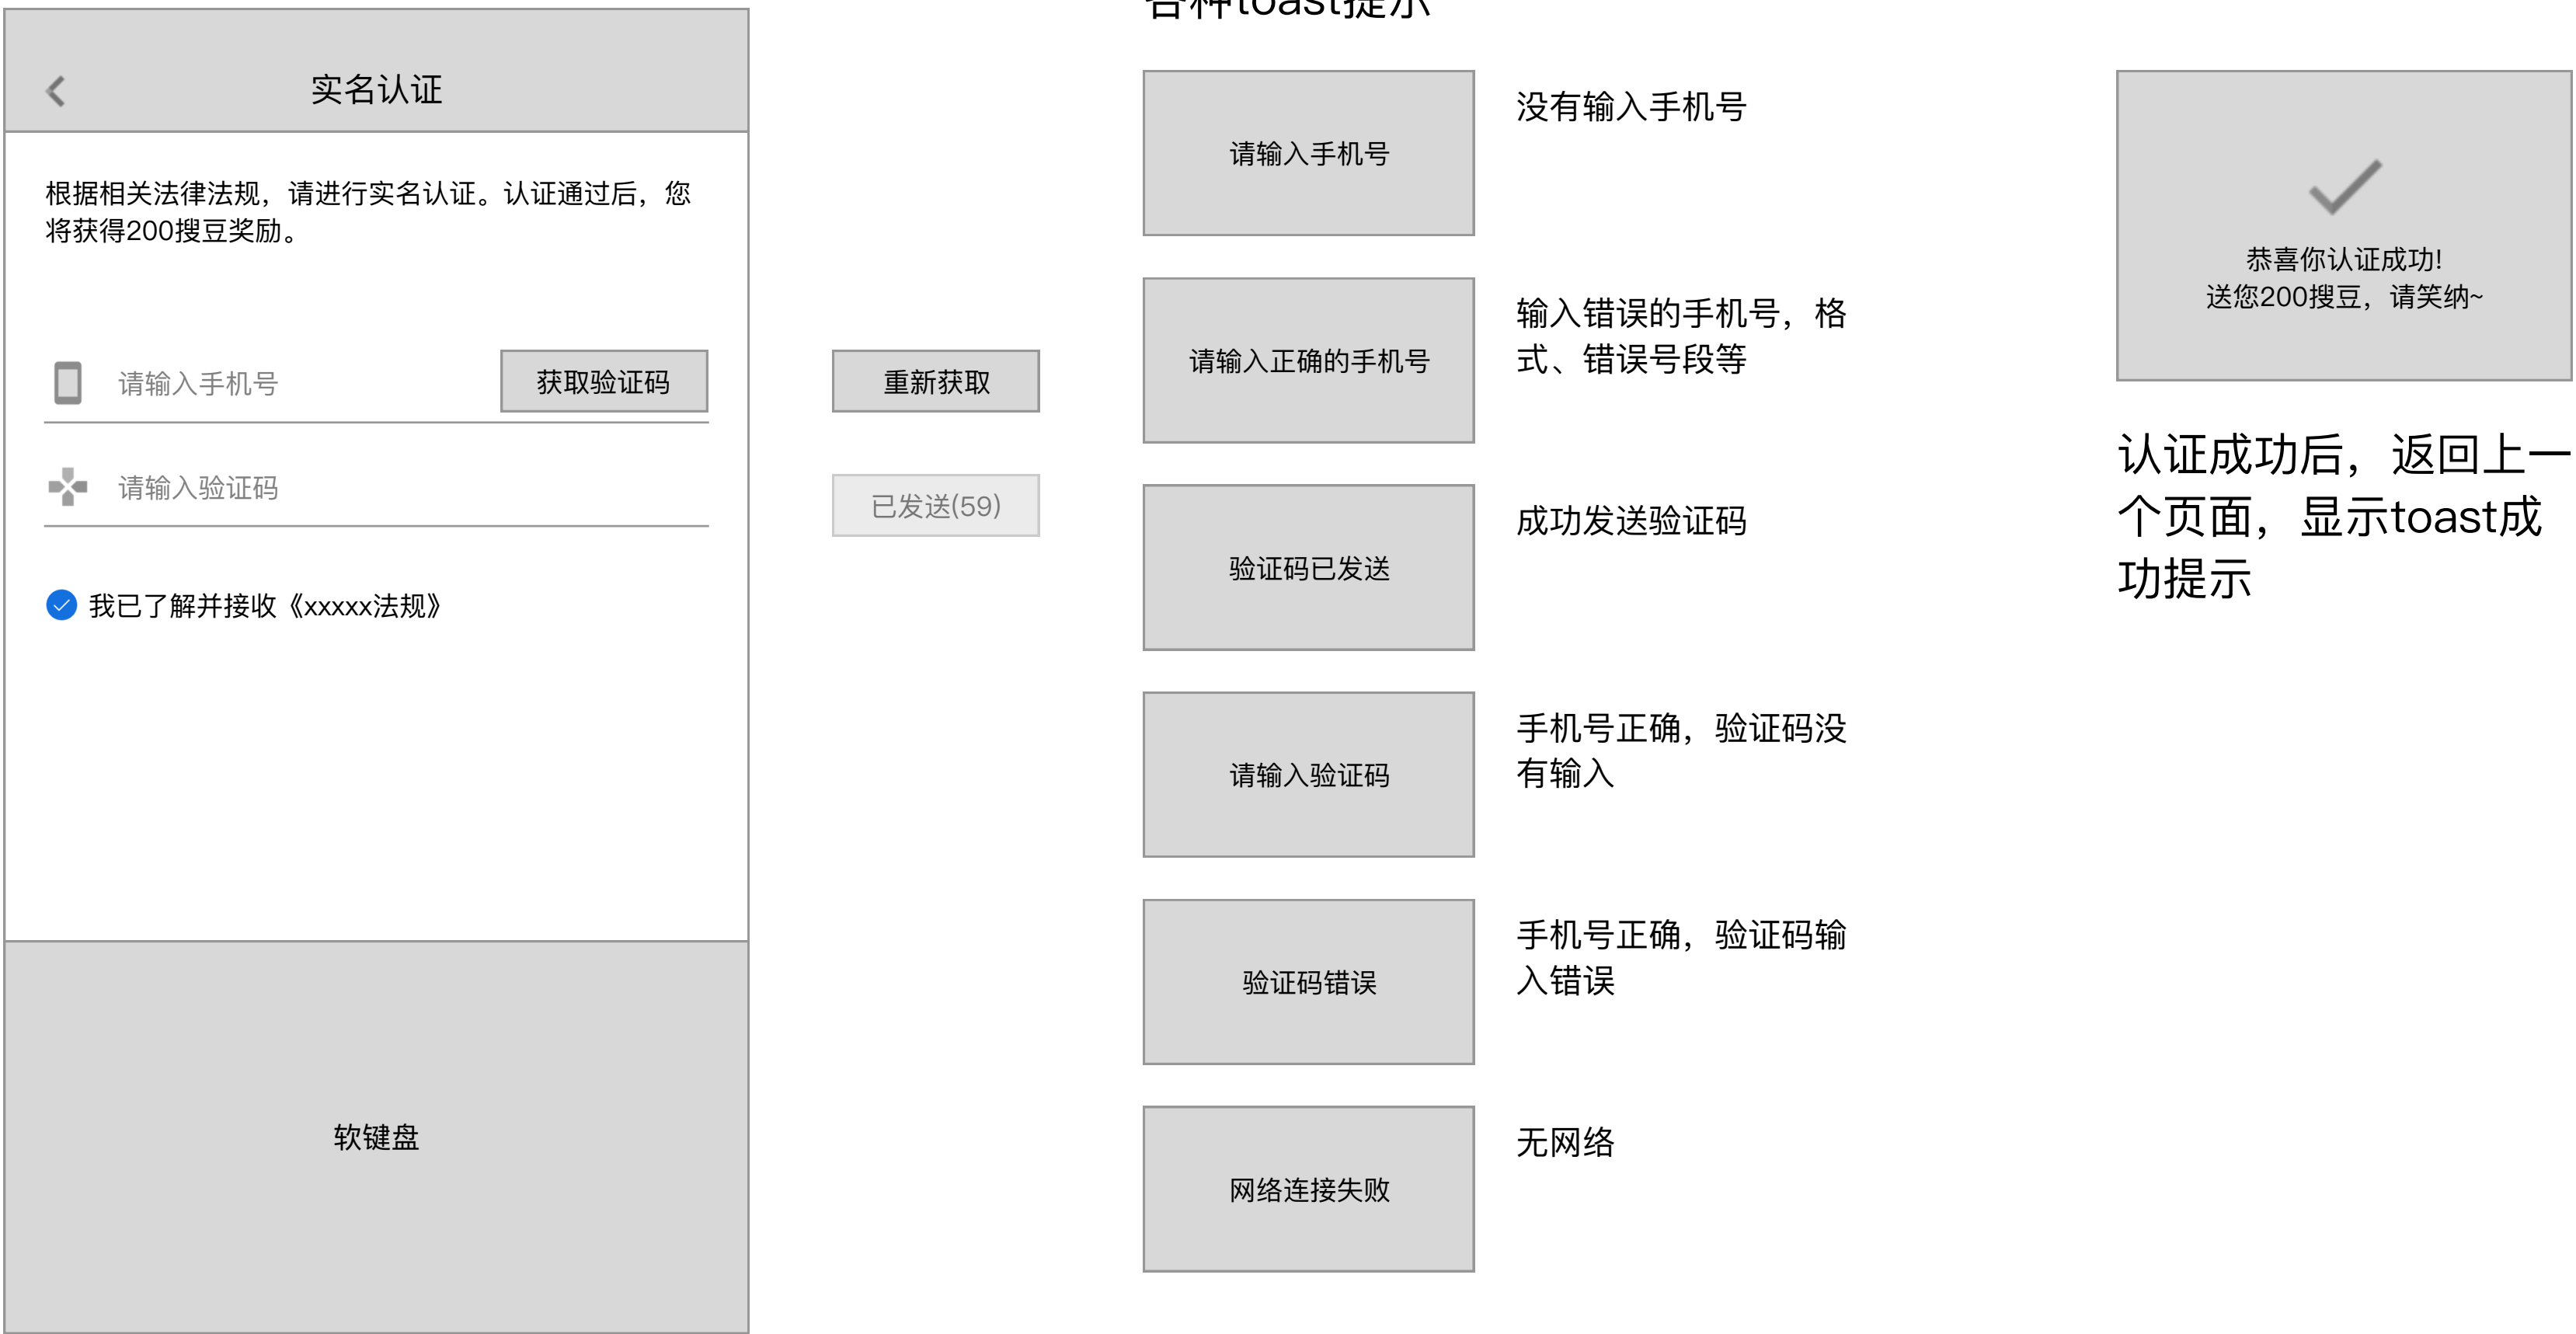 实名认证
根据相关法律法规，请进行实名认证。认证通过后，您
将获得200搜豆奖励。
请输入手机号
获取验证码
请输入验证码
我已了解并接收《xxxxx法规》
软键盘
重新获取
已发送(59)
各种toast提示
请输入手机号
没有输入手机号
请输入正确的手机号
输入错误的手机号，格
式、错误号段等
验证码已发送
成功发送验证码
请输入验证码
手机号正确，验证码没
有输入
验证码错误
手机号正确，验证码输
入错误
网络连接失败
无网络
恭喜你认证成功!
送您200搜豆，请笑纳~
认证成功后，返回上一
个页面，显示toast成
功提示